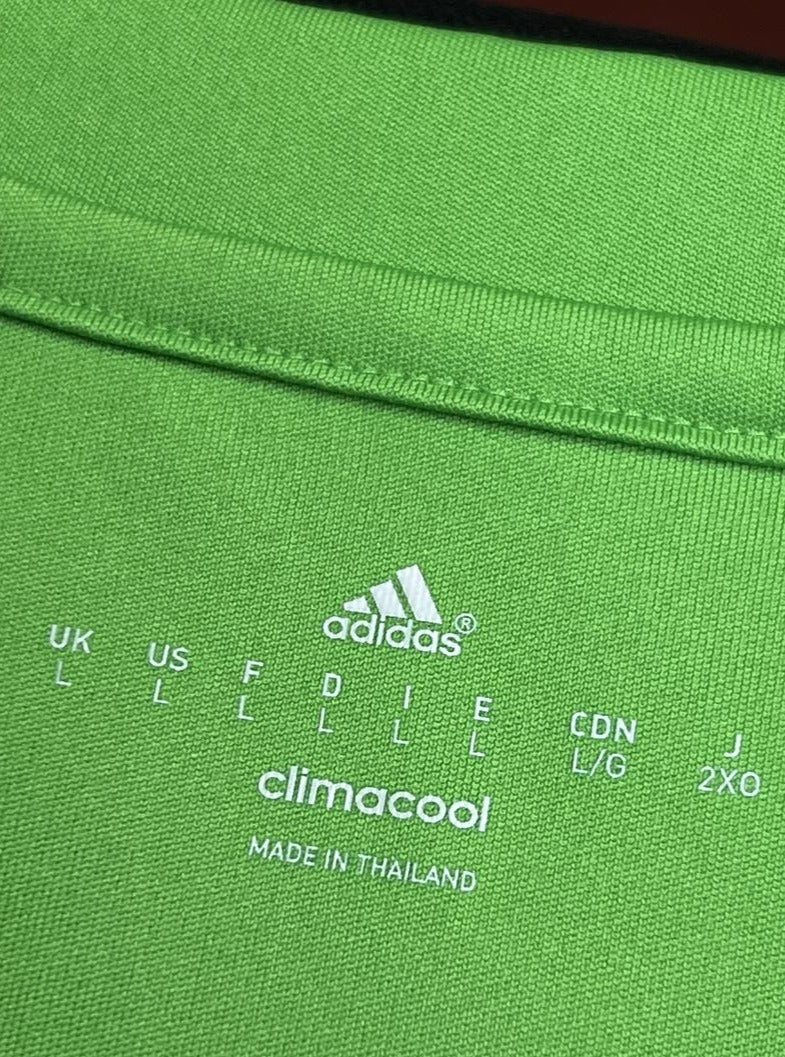 adidas®
UK US F D I E CDN J
L L L L L L L/G 2XO
climacool
MADE IN THAILAND